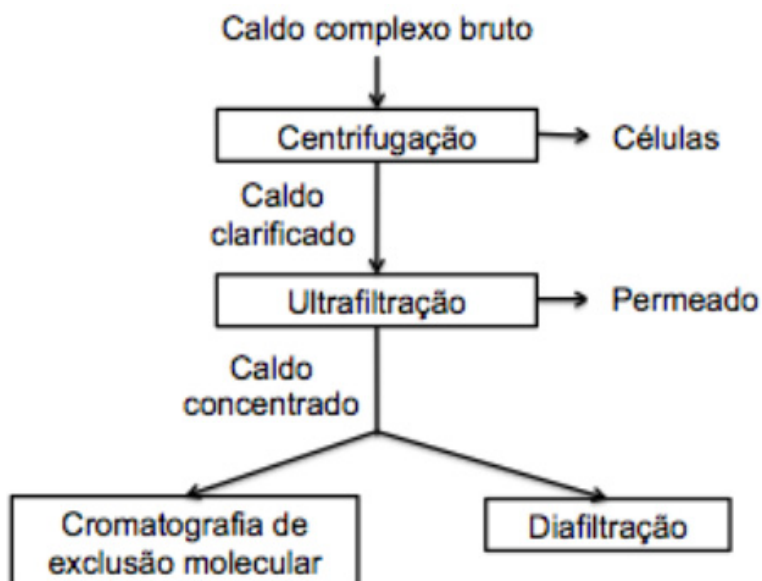 Caldo complexo bruto
Centrifugação
Células
Caldo
clarificado
Ultrafiltração
Permeado
Caldo
concentrado
Cromatografia de
exclusão molecular
Diafiltração